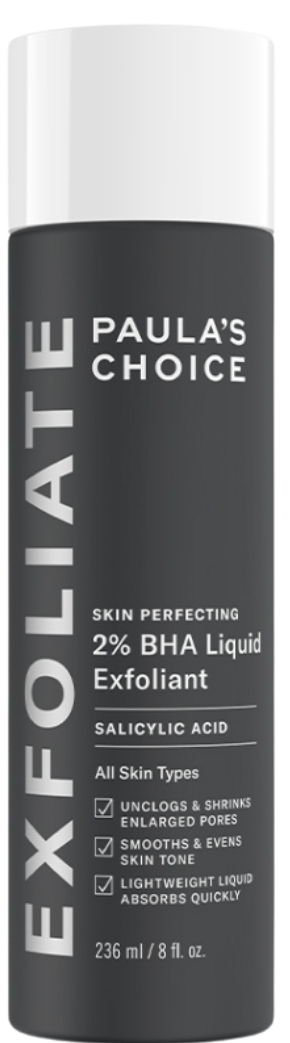 EXFOLIATE
PAULA'S
CHOICE
SKIN PERFECTING
2% BHA Liquid
Exfoliant
SALICYLIC ACID
All Skin Types
UNCLOGS & SHRINKS
ENLARGED PORES
SMOOTHS & EVENS
SKIN TONE
LIGHTWEIGHT LIQUID
ABSORBS QUICKLY
236 ml / 8 fl. oz.